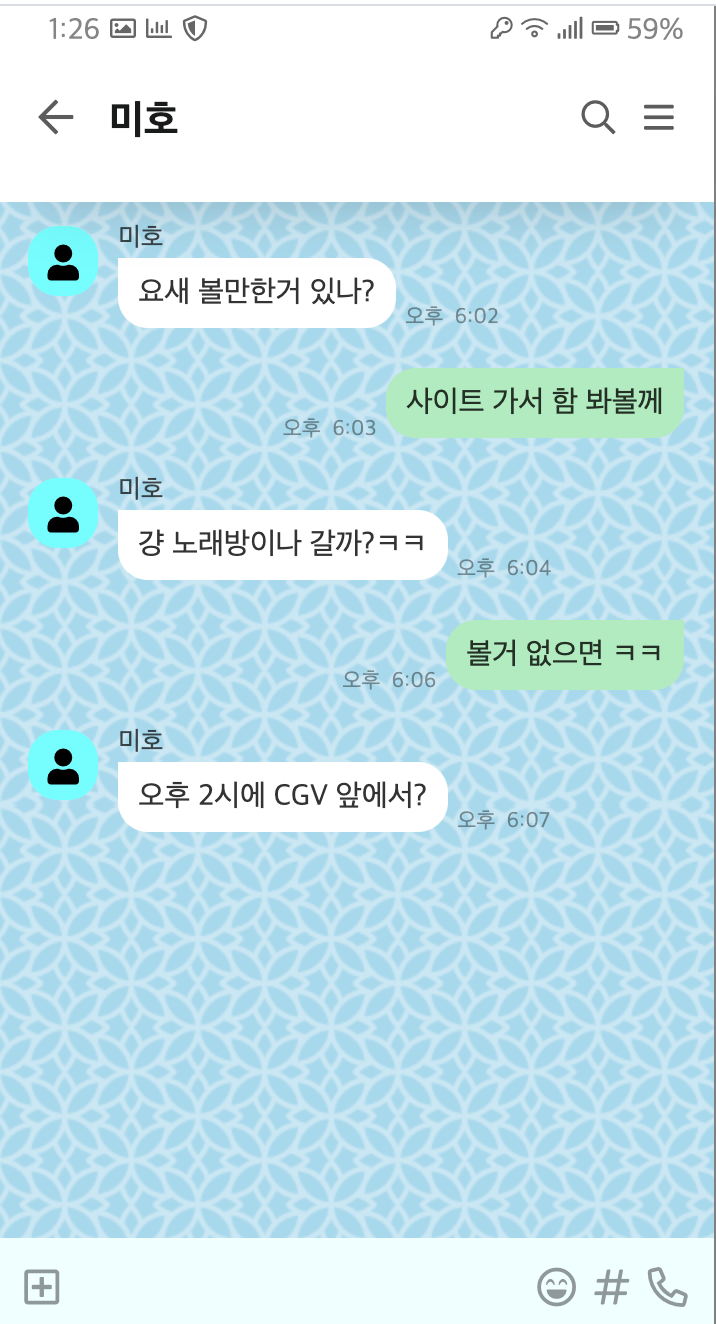 1:26 59%
미호
미호
요새 볼만한거 있나?
오후 6:02
사이트 가서 함 봐볼께
오후 6:03
미호
걍 노래방이나 갈까?ㅋㅋ
오후 6:04
볼거 없으면 ㅋㅋ
오후 6:06
미호
오후 2시에 CGV 앞에서?
오후 6:07